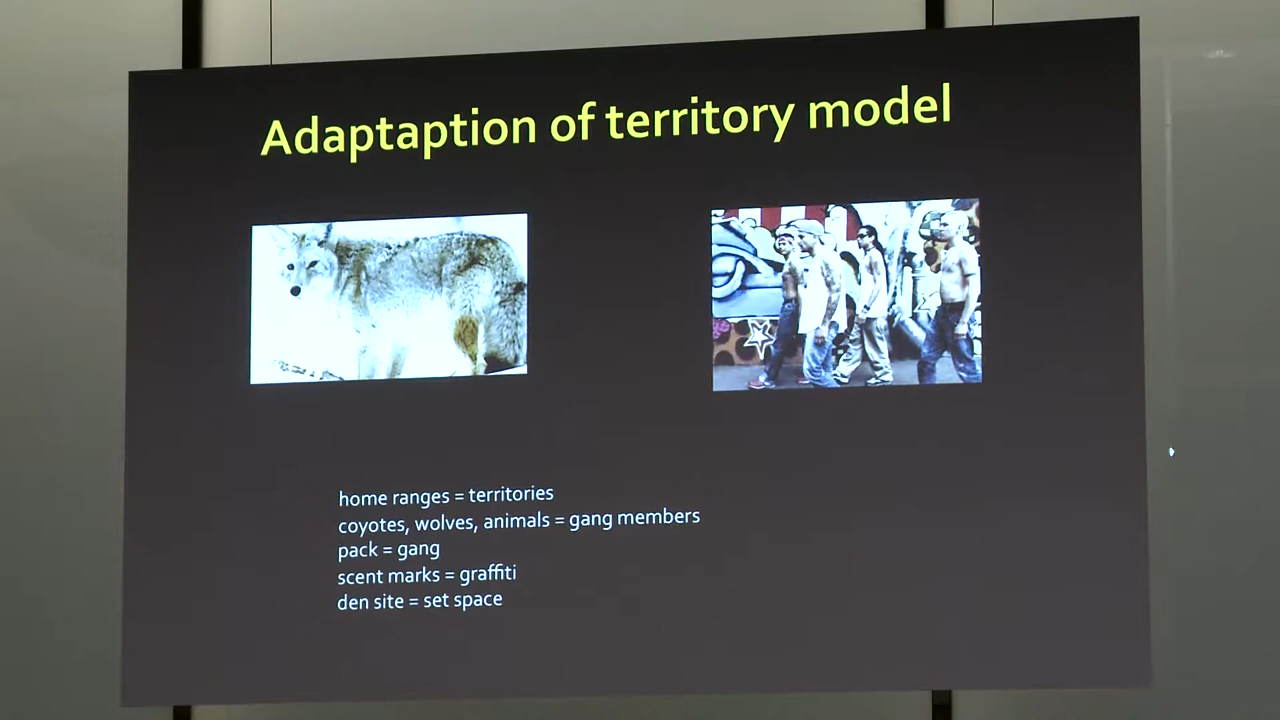 Adaptaption of territory model
home ranges = territories
coyotes, wolves, animals = gang members
pack = gang
scent marks = graffiti
den site = set space